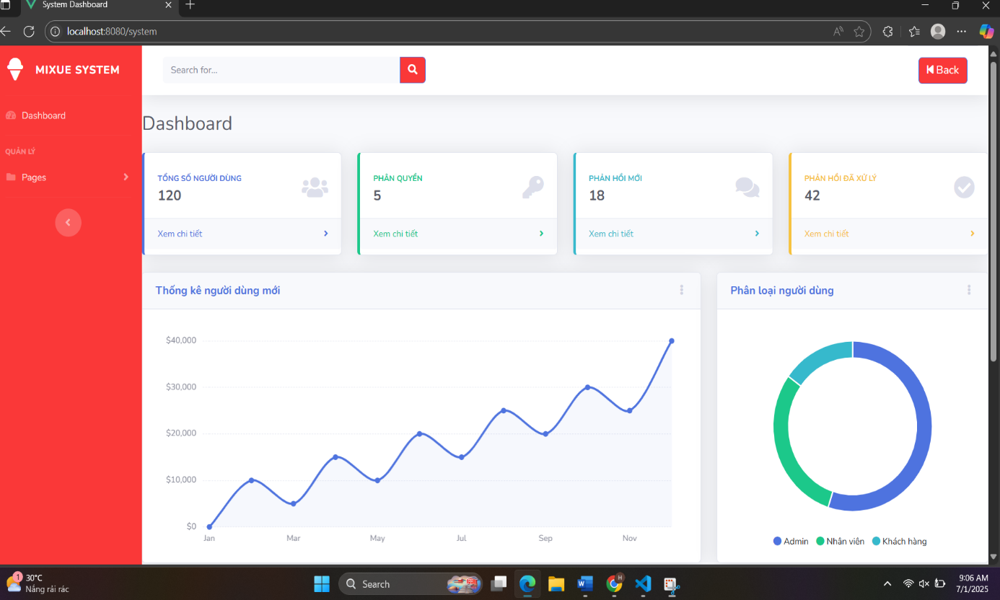 System Dashboard
localhost:8080/system
MIXUE SYSTEM
Search for...
Back
Dashboard
QUẢN LÝ
Pages
Dashboard
TỔNG SỐ NGƯỜI DÙNG
120
Xem chi tiết
PHÂN QUYỀN
5
Xem chi tiết
PHẢN HỒI MỚI
18
Xem chi tiết
PHẢN HỒI ĐÃ XỬ LÝ
42
Xem chi tiết
Thống kê người dùng mới
$40,000
$30,000
$20,000
$10,000
$0
Jan Mar May Jul Sep Nov
Phân loại người dùng
Admin Nhân viên Khách hàng
1
30°C
Nắng rải rác
Search
H
9:06 AM
7/1/2025